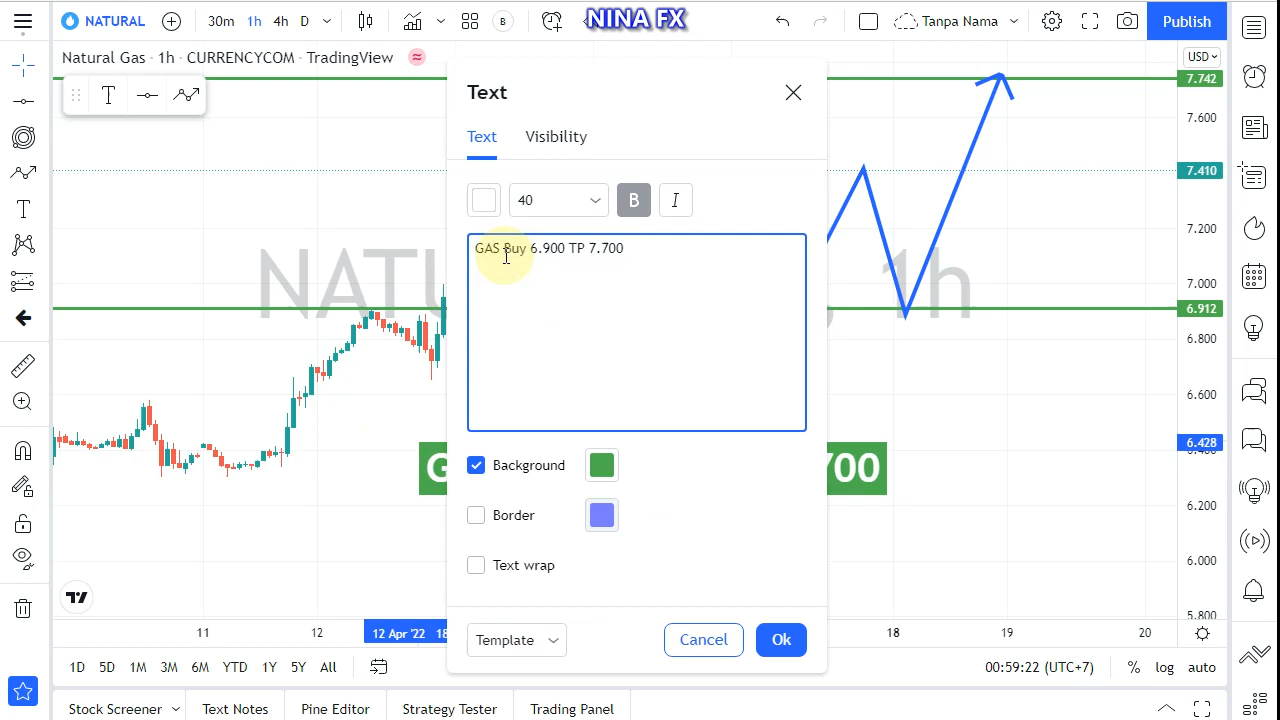 NATURAL 30m 1h 4h D B NINA FX Tanpa Nama Publish
Natural Gas · 1h · CURRENCYCOM · TradingView
USD
7.742
7.600
7.410
7.200
7.000
6.912
6.800
6.600
6.428
6.200
6.000
5.800
Text
Text Visibility
40 B I
GAS Buy 6.900 TP 7.700
Background
Border
Text wrap
Template Cancel Ok
11 12 12 Apr '22 18 19 20
1D 5D 1M 3M 6M YTD 1Y 5Y All 00:59:22 (UTC+7) % log auto
Stock Screener Text Notes Pine Editor Strategy Tester Trading Panel